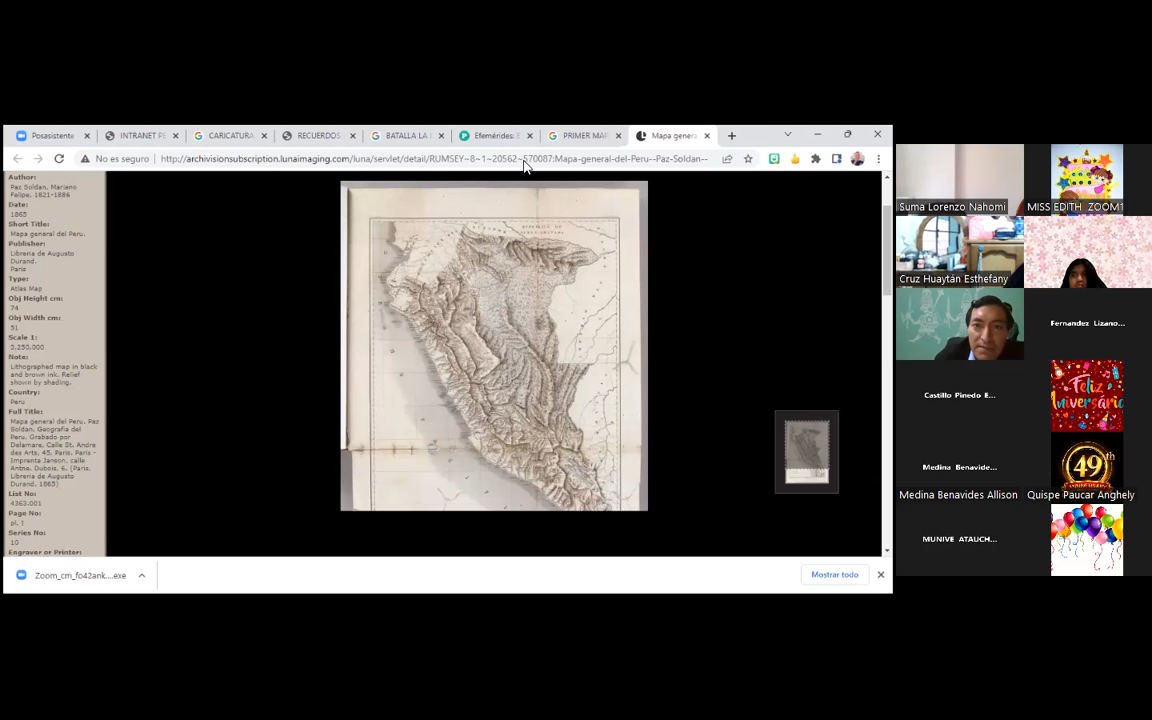 Posasistente
INTRANET PE
CARICATURA
RECUERDOS
BATALLA LA
Efemérides: E
PRIMER MAP
Mapa genera
No es seguro
http://archivisionsubscription.lunaimaging.com/luna/servlet/detail/RUMSEY~8~1~20562~570087:Mapa-general-del-Peru--Paz-Soldan--
Author:
Paz Soldan, Mariano
Felipe, 1821-1886
Date:
1865
Short Title:
Mapa general del Peru.
Publisher:
Libreria de Augusto
Durand.
Paris
Type:
Atlas Map
Obj Height cm:
74
Obj Width cm:
51
Scale 1:
3,250,000
Note:
Lithographed map in black
and brown ink. Relief
shown by shading.
Country:
Peru
Full Title:
Mapa general del Peru. Paz
Soldan. Geografia del
Peru. Grabado por
Delamare, Calle St. Andre
des Arts, 45, Paris. Paris -
Imprenta Janson, calle
Antne. Dubois, 6. (Paris,
Libreria de Augusto
Durand, 1865)
List No:
4363.001
Page No:
pl. I
Series No:
10
Engraver or Printer:
Zoom_cm_fo42ank....exe
Mostrar todo
Suma Lorenzo Nahomi
MISS EDITH ZOOM1
Cruz Huaytán Esthefany
Fernandez Lizano...
Castillo Pinedo E...
Feliz
Aniversário
Medina Benavide...
Medina Benavides Allison
49th
ANNIVERSARY
Quispe Paucar Anghely
MUNIVE ATAUCH...